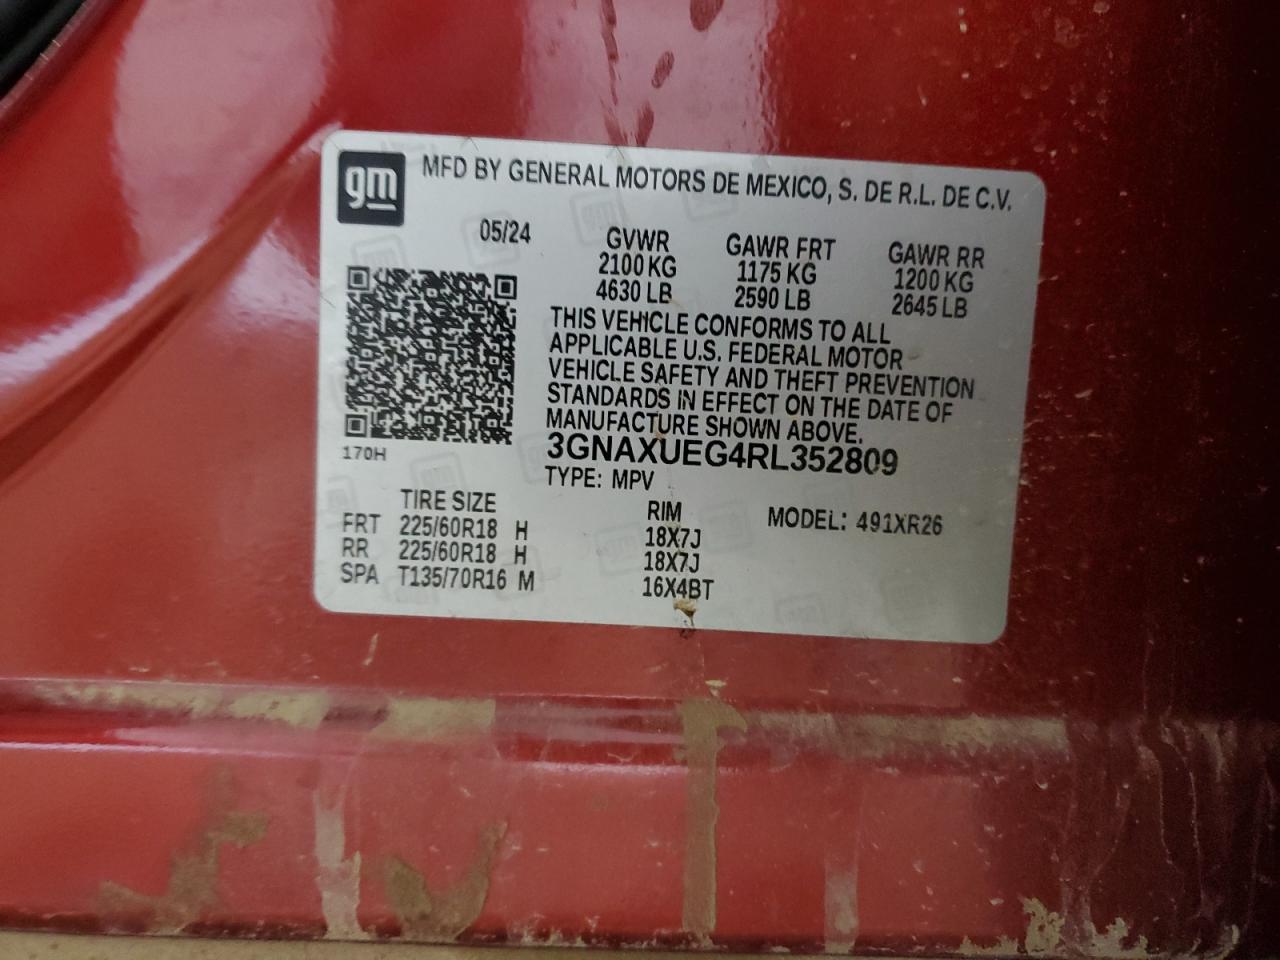 gm
MFD BY GENERAL MOTORS DE MEXICO, S. DE R.L. DE C.V.
05/24
GVWR GAWR FRT GAWR RR
2100 KG 1175 KG 1200 KG
4630 LB 2590 LB 2645 LB
THIS VEHICLE CONFORMS TO ALL
APPLICABLE U.S. FEDERAL MOTOR
VEHICLE SAFETY AND THEFT PREVENTION
STANDARDS IN EFFECT ON THE DATE OF
MANUFACTURE SHOWN ABOVE.
170H
3GNAXUEG4RL352809
TYPE: MPV
TIRE SIZE RIM MODEL: 491XR26
FRT 225/60R18 H 18X7J
RR 225/60R18 H 18X7J
SPA T135/70R16 M 16X4BT